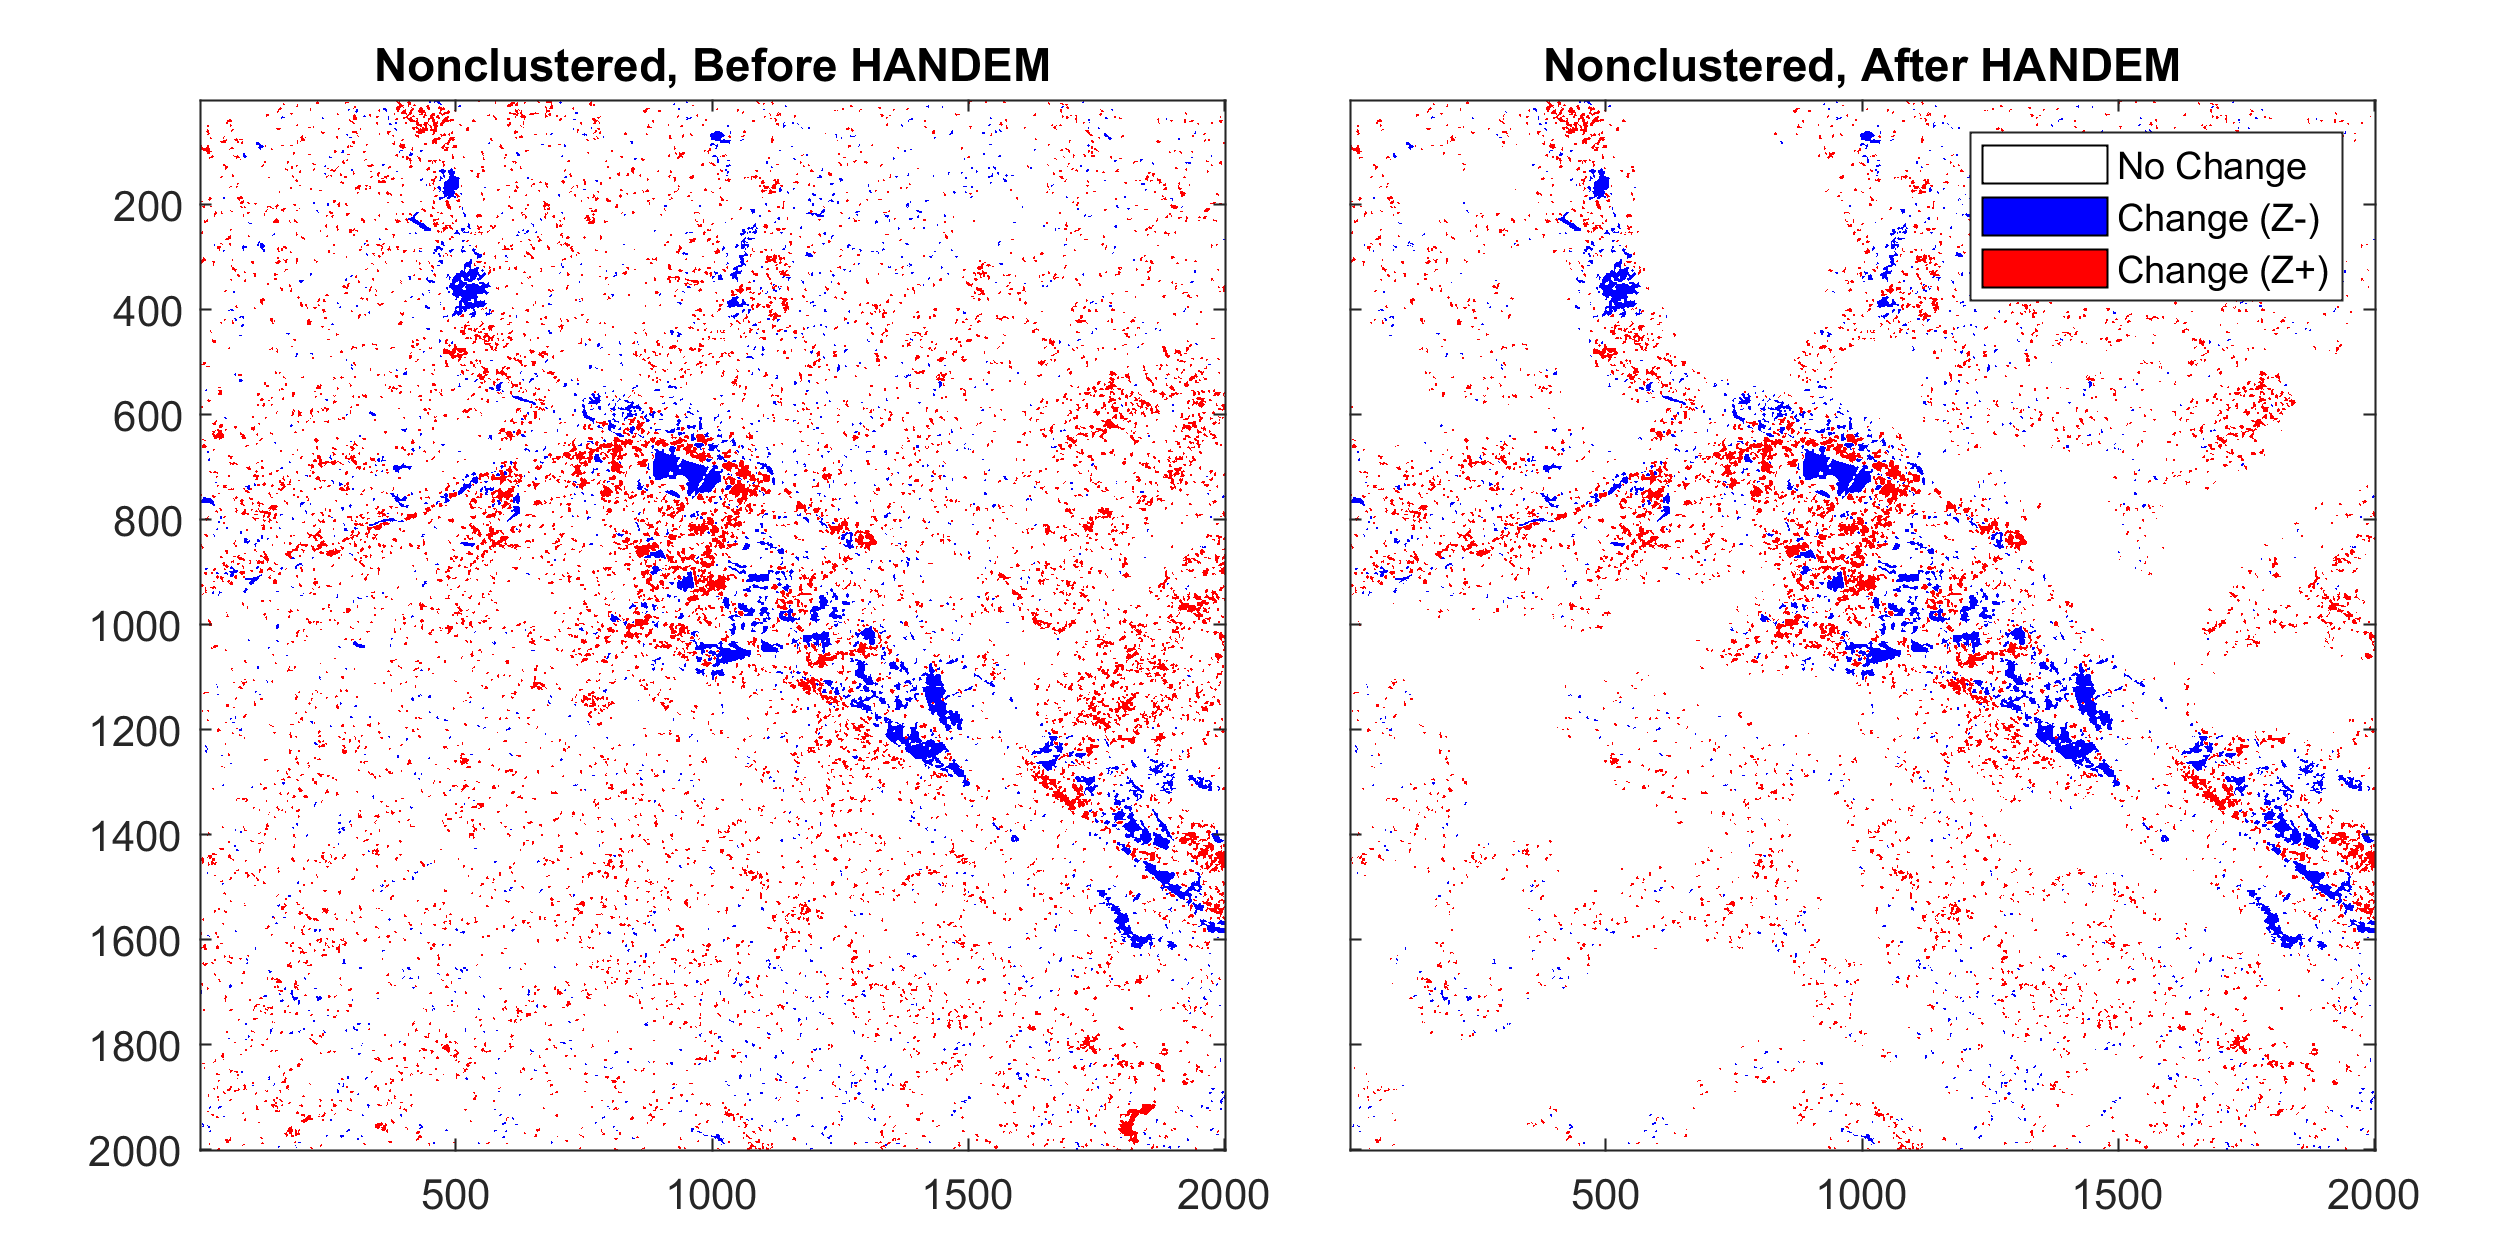 Nonclustered, Before HANDEM
200
400
600
800
1000
1200
1400
1600
1800
2000
500 1000 1500 2000
Nonclustered, After HANDEM
No Change
Change (Z-)
Change (Z+)
500 1000 1500 2000